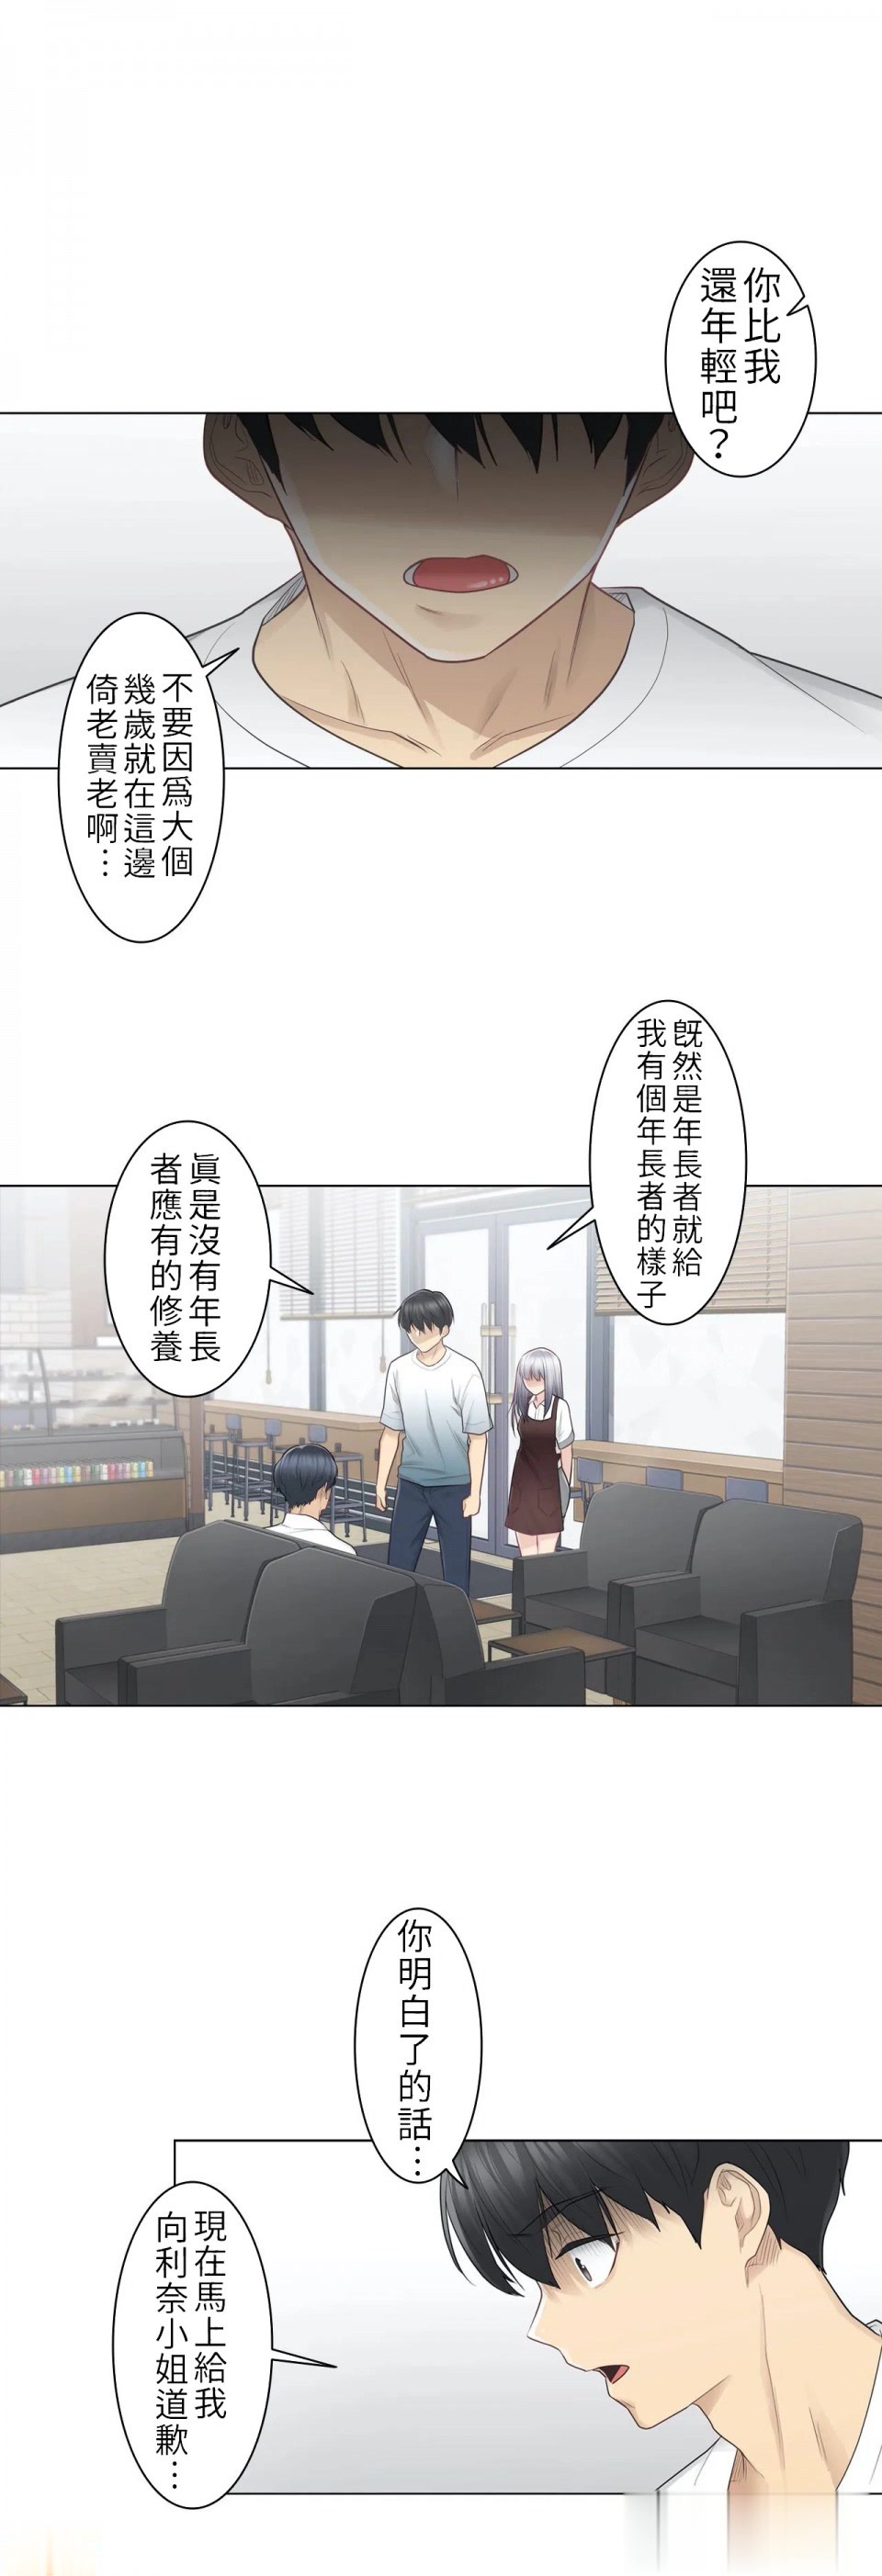 你比我
還年輕吧？
不要因爲大個
幾歲就在這邊
倚老賣老啊…
旣然是年長者就給
我有個年長者的樣子
眞是沒有年長
者應有的修養
你明白了的話…
現在馬上給我
向利奈小姐道歉…